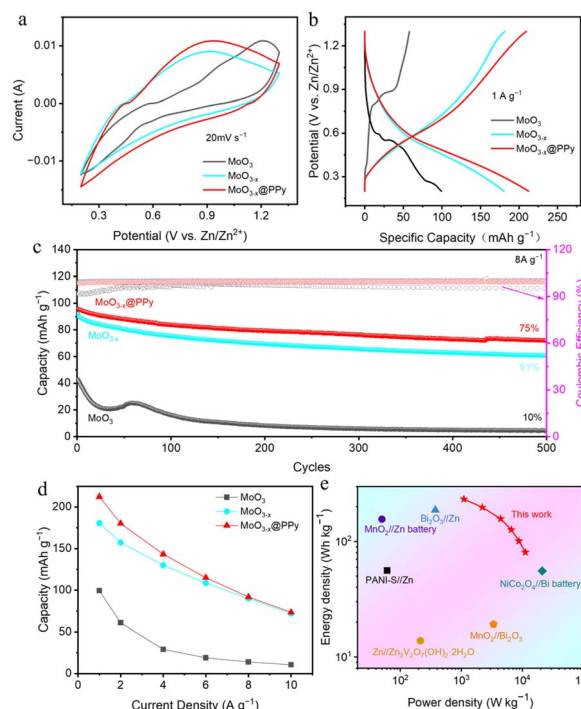 a
0.01
0.00
−0.01
Current (A)
20mV s⁻¹
MoO₃
MoO₃₋ₓ
MoO₃₋ₓ@PPy
0.3 0.6 0.9 1.2
Potential (V vs. Zn/Zn²⁺)
b
1.2
0.9
0.6
0.3
Potential (V vs. Zn/Zn²⁺)
1 A g⁻¹
MoO₃
MoO₃₋ₓ
MoO₃₋ₓ@PPy
0 50 100 150 200 250
Specific Capacity（mAh g⁻¹)
c
140
120
100
80
60
40
20
0
Capacity (mAh g⁻¹)
8A g⁻¹
MoO₃₋ₓ@PPy
75%
MoO₃₋ₓ
61%
MoO₃
10%
120
90
60
30
0
Coulombic Efficiency (%)
0 100 200 300 400 500
Cycles
d
200
150
100
50
0
Capacity (mAh g⁻¹)
MoO₃
MoO₃₋ₓ
MoO₃₋ₓ@PPy
0 2 4 6 8 10
Current Density (A g⁻¹)
e
10²
10¹
Energy density (Wh kg⁻¹)
Bi₂O₃//Zn
This work
MnO₂//Zn battery
PANI-S//Zn
NiCo₂O₄//Bi battery
MnO₂//Bi₂O₃
Zn//Zn₃V₂O₇(OH)₂·2H₂O
10² 10³ 10⁴
Power density (W kg⁻¹)